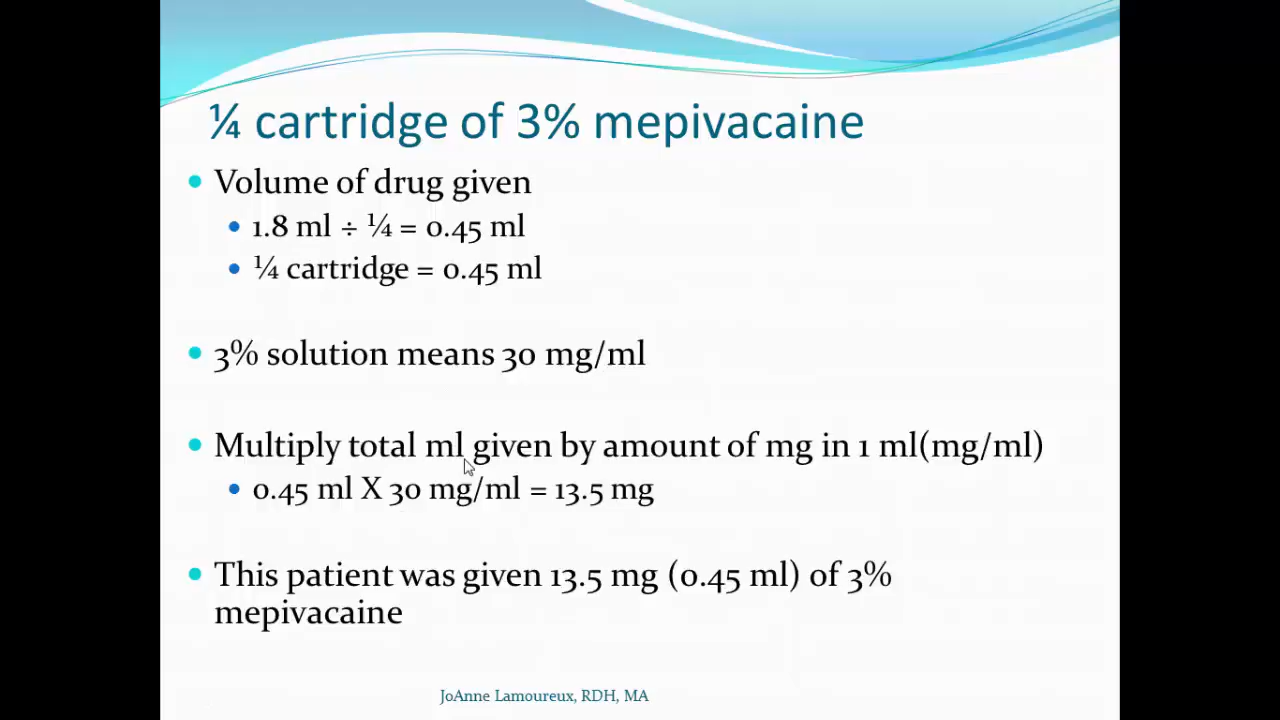 ¼ cartridge of 3% mepivacaine
• Volume of drug given
• 1.8 ml ÷ ¼ = 0.45 ml
• ¼ cartridge = 0.45 ml
• 3% solution means 30 mg/ml
• Multiply total ml given by amount of mg in 1 ml(mg/ml)
• 0.45 ml X 30 mg/ml = 13.5 mg
• This patient was given 13.5 mg (0.45 ml) of 3%
mepivacaine
JoAnne Lamoureux, RDH, MA